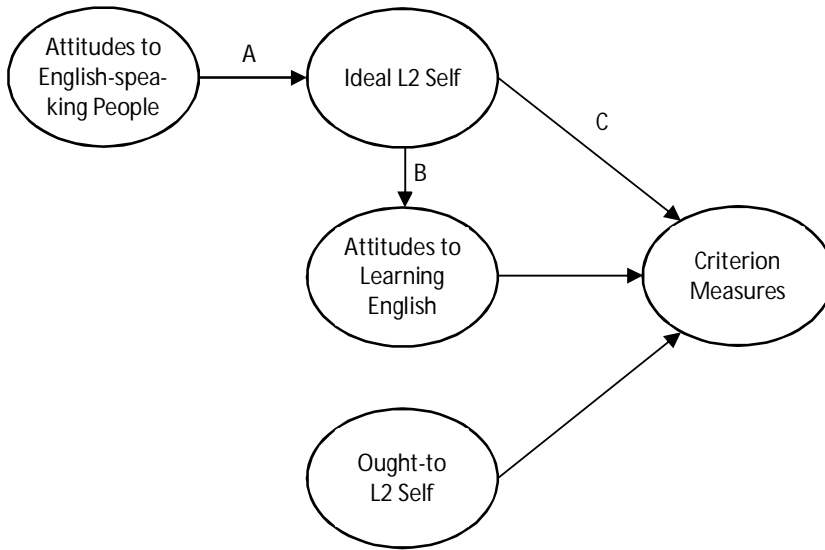 Attitudes to
English-spea-
king People
A
Ideal L2 Self
C
B
Attitudes to
Learning
English
Criterion
Measures
Ought-to
L2 Self